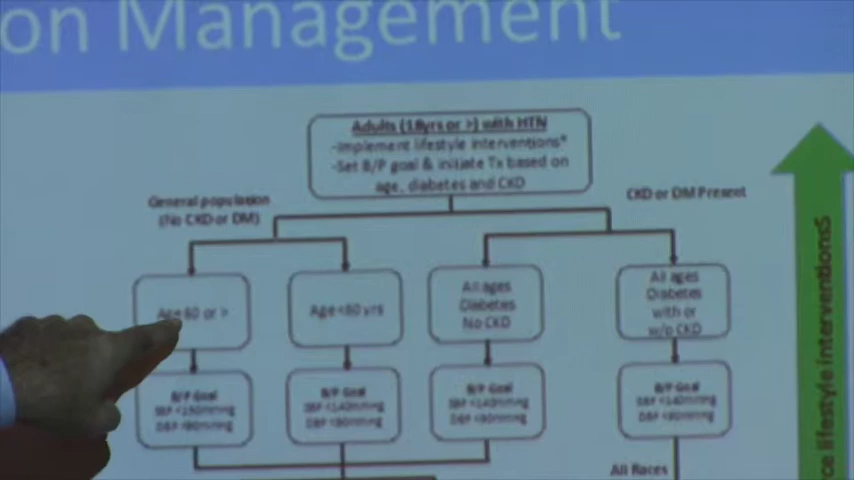 on Management
Adults (18yrs or >) with HTN
-Implement lifestyle interventions*
-Set B/P goal & initiate Tx based on
age, diabetes and CKD
General population
(No CKD or DM)
CKD or DM Present
Age 60 or >
Age <60 yrs
All ages
Diabetes
No CKD
All ages
Diabetes
with or
w/o CKD
B/P Goal
SBP <150mmHg
DBP <90mmHg
B/P Goal
SBP <140mmHg
DBP <90mmHg
B/P Goal
SBP <140mmHg
DBP <90mmHg
B/P Goal
SBP <140mmHg
DBP <90mmHg
All Races
ce lifestyle interventionsS